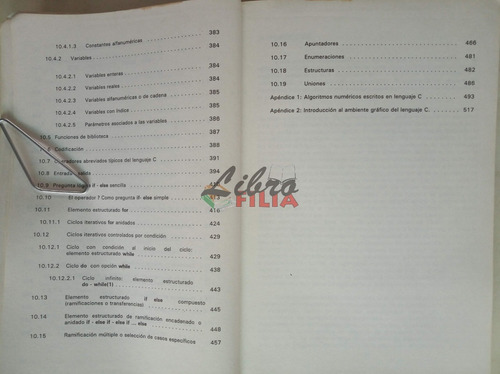 10.4.1.3 Constantes alfanuméricas 383
10.4.2 Variables 384
10.4.2.1 Variables enteras 384
10.4.2.2 Variables reales 384
10.4.2.3 Variables alfanuméricas o de cadena 385
10.4.2.4 Variables con índice 385
10.4.2.5 Parámetros asociados a las variables 386
10.5 Funciones de biblioteca 387
10.6 Codificación
10.7 Operadores abreviados típicos del lenguaje C 391
10.8 Entrada salida 394
10.9 Pregunta lógica if - else sencilla
10.10 El operador ? Como pregunta if- else simple 413
10.11 Elemento estructurado for 416
10.11.1 Ciclos iterativos for anidados 425
10.12 Ciclos iterativos controlados por condición
10.12.1 Ciclo con condición al inicio del ciclo:
elemento estructurado while 429
10.12.2 Ciclo do con opción while 438
10.12.2.1 Ciclo infinito: elemento estructurado
do - while(1) 443
10.13 Elemento estructurado if else compuesto
(ramificaciones o transferencias) 445
10.14 Elemento estructurado de ramificación encadenado o
anidado if - else if - else if ... else 448
10.15 Ramificación múltiple o selección de casos específicos
457
10.16 Apuntadores 466
10.17 Enumeraciones 481
10.18 Estructuras 482
10.19 Uniones 486
Apéndice 1: Algoritmos numéricos escritos en lenguaje C 493
Apéndice 2: Introducción al ambiente gráfico del lenguaje C. 517
Libro
FILIA